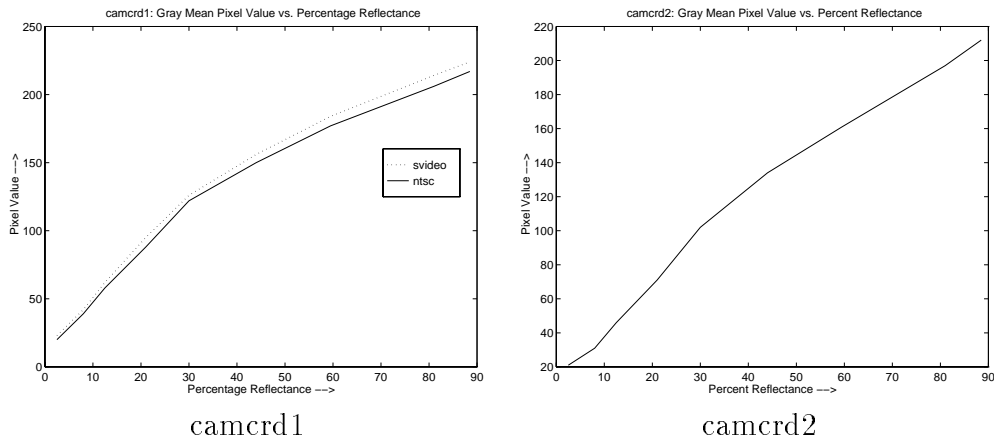 camcrd1: Gray Mean Pixel Value vs. Percentage Reflectance
250
200
150
100
50
0
Pixel Value −−>
svideo
ntsc
0 10 20 30 40 50 60 70 80 90
Percentage Reflectance −−>
camcrd1
camcrd2: Gray Mean Pixel Value vs. Percent Reflectance
220
200
180
160
140
120
100
80
60
40
20
Pixel Value −−>
0 10 20 30 40 50 60 70 80 90
Percent Reflectance −−>
camcrd2